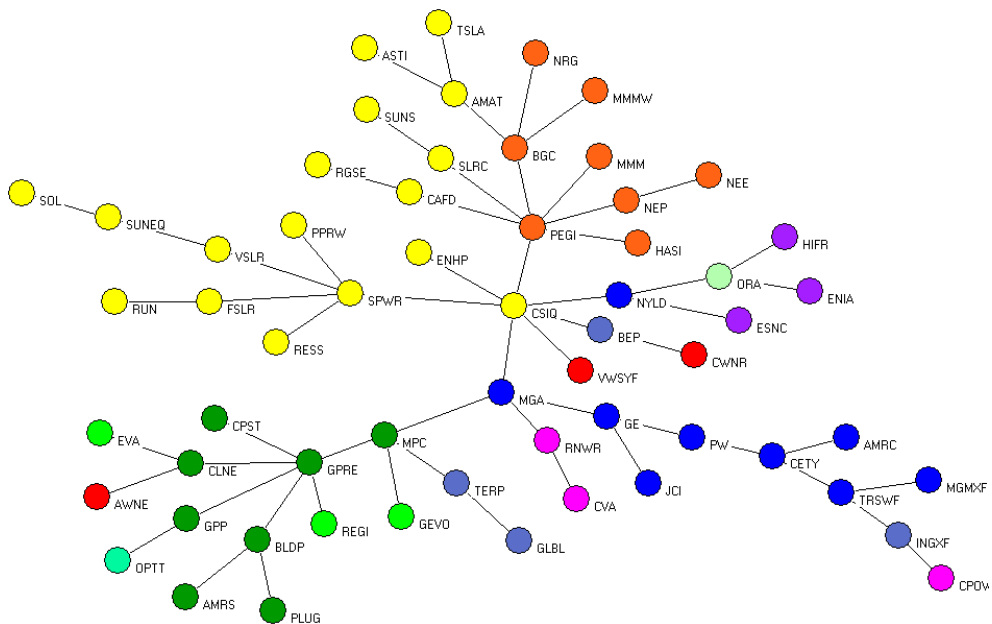 TSLA
ASTI
NRG
AMAT
MMMW
SUNS
BGC
SLRC
MMM
RGSE
NEE
CAFD
NEP
SOL
SUNEQ
PPRW
PEGI
HIFR
HASI
ENHP
VSLR
ORA
ENIA
SPWR
NYLD
RUN
FSLR
CSIQ
ESNC
BEP
RESS
CWNR
VWSYF
MGA
GE
CPST
EVA
MPC
RNWR
PW
AMRC
CLNE
GPRE
CETY
AWNE
TERP
CVA
JCI
TRSWF
MGMXF
GPP
REGI
GEVO
BLDP
GLBL
INGXF
OPTT
CPOW
AMRS
PLUG